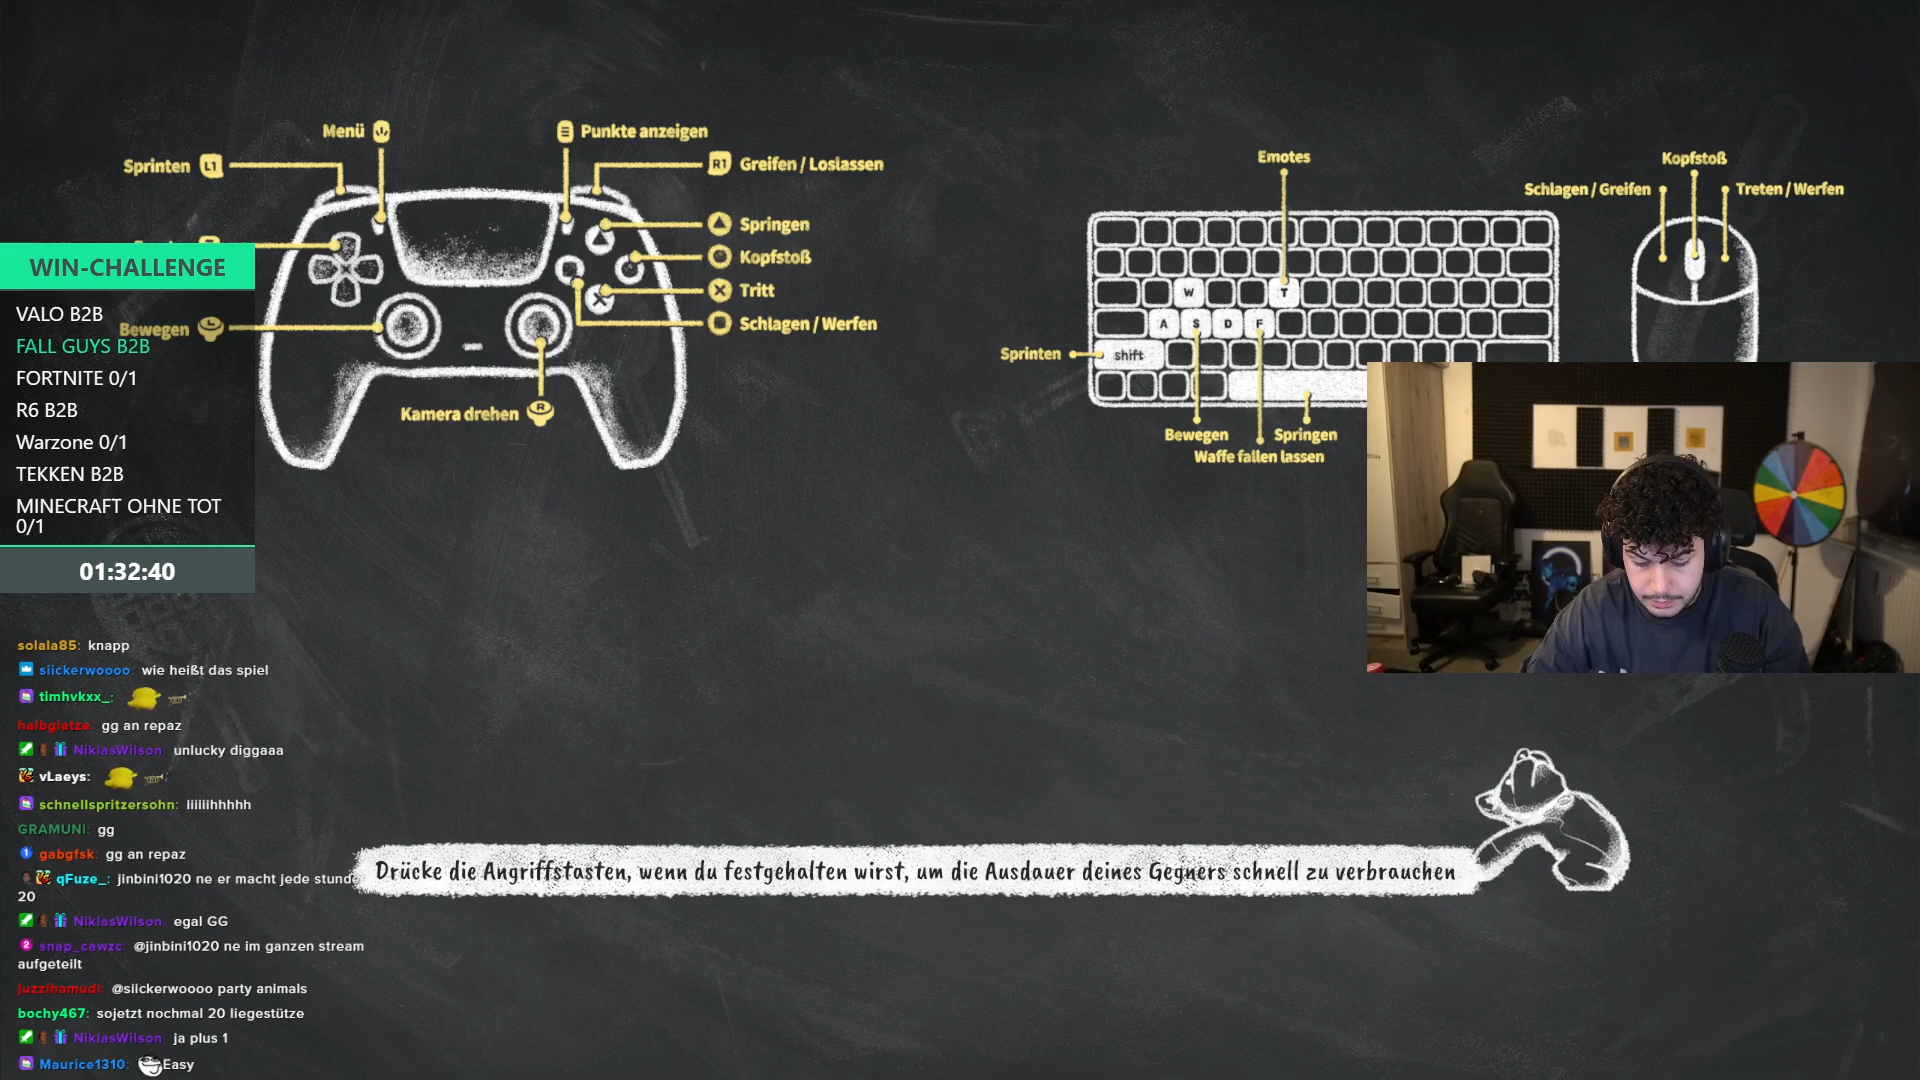 Menü
Punkte anzeigen
Sprinten L1
R1 Greifen / Loslassen
Springen
Kopfstoß
Tritt
Schlagen / Werfen
Bewegen L
Kamera drehen R
Emotes
Kopfstoß
Schlagen / Greifen
Treten / Werfen
W
T
A S D F
Sprinten
shift
Bewegen
Springen
Waffe fallen lassen
WIN-CHALLENGE
VALO B2B
FALL GUYS B2B
FORTNITE 0/1
R6 B2B
Warzone 0/1
TEKKEN B2B
MINECRAFT OHNE TOT
0/1
01:32:40
solala85: knapp
siickerwoooo: wie heißt das spiel
timhvkxx_:
halbglatze: gg an repaz
NiklasWilson: unlucky diggaaa
vLaeys:
schnellspritzersohn: iiiiiihhhhh
GRAMUNI: gg
gabgfsk: gg an repaz
qFuze_: jinbini1020 ne er macht jede stunde
20
NiklasWilson: egal GG
snap_cawzc: @jinbini1020 ne im ganzen stream
aufgeteilt
juzzihamudi: @siickerwoooo party animals
bochy467: sojetzt nochmal 20 liegestütze
NiklasWilson: ja plus 1
Maurice1310: Easy
Drücke die Angriffstasten, wenn du festgehalten wirst, um die Ausdauer deines Gegners schnell zu verbrauchen